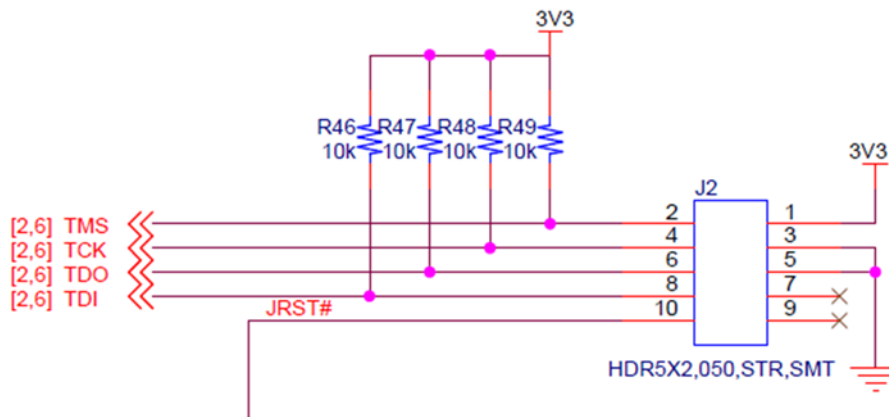 3V3
R46 R47 R48 R49
10k 10k 10k 10k
3V3
J2
[2,6] TMS 2 1
[2,6] TCK 4 3
[2,6] TDO 6 5
[2,6] TDI 8 7
JRST# 10 9
HDR5X2,050,STR,SMT